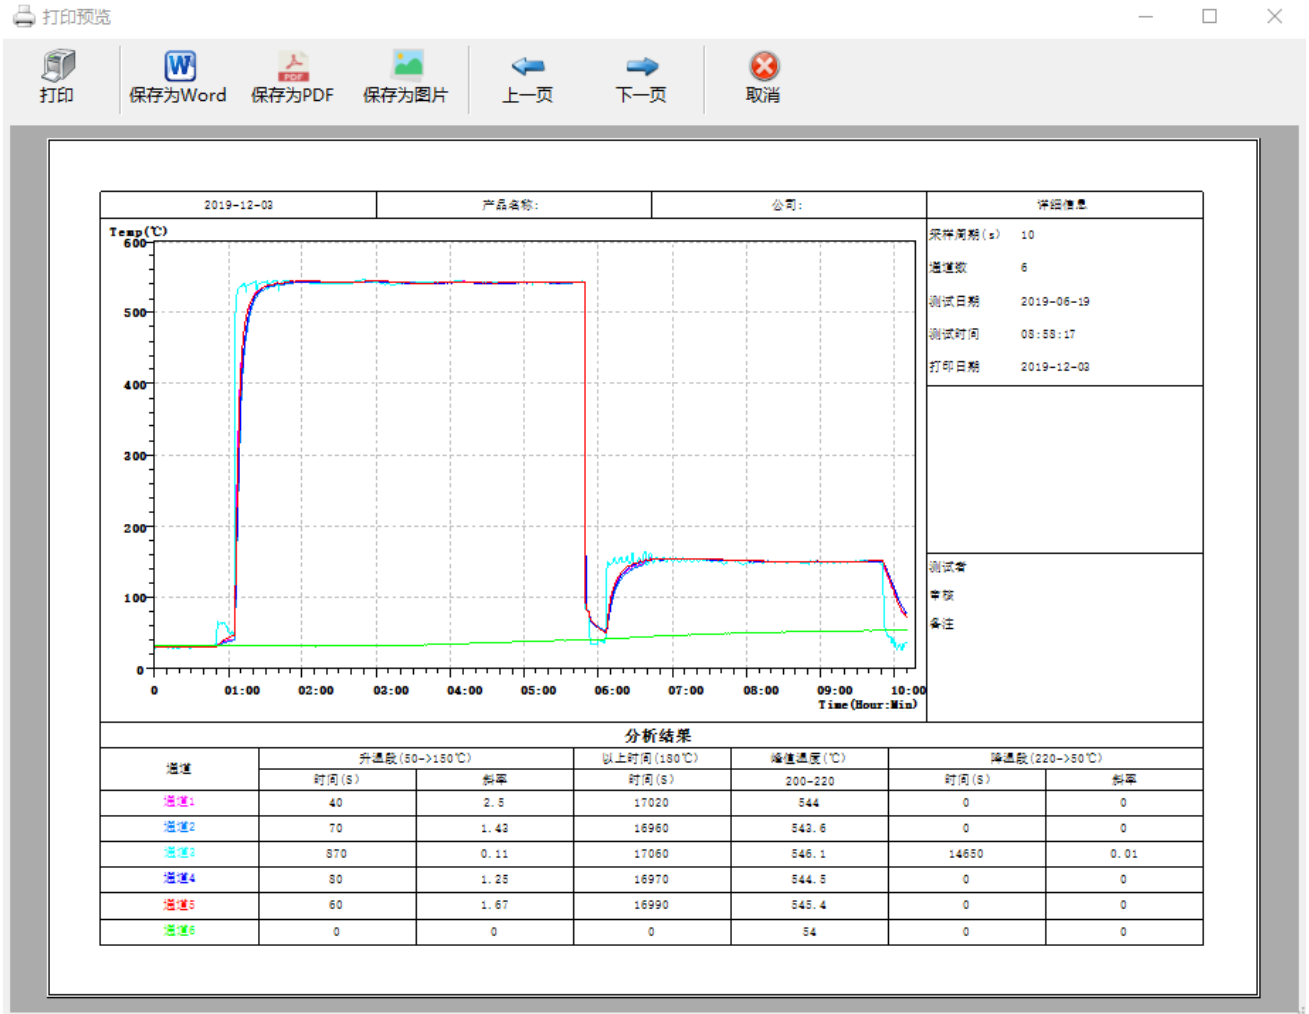 打印预览
打印 保存为Word 保存为PDF 保存为图片 上一页 下一页 取消
2019-12-03 产品名称: 公司: 详细信息
Temp(℃)
600
500
400
300
200
100
0
0 01:00 02:00 03:00 04:00 05:00 06:00 07:00 08:00 09:00 10:00
Time(Hour:Min)
采样周期(s) 10
通道数 6
测试日期 2019-06-19
测试时间 08:58:17
打印日期 2019-12-03
测试者
审核
备注
分析结果
通道 升温段(50->150℃) 以上时间(180℃) 峰值温度(℃) 降温段(220->50℃)
时间(S) 斜率 时间(S) 200-220 时间(S) 斜率
通道1 40 2.5 17020 544 0 0
通道2 70 1.43 16960 543.6 0 0
通道3 870 0.11 17060 546.1 14650 0.01
通道4 80 1.25 16970 544.5 0 0
通道5 60 1.67 16990 545.4 0 0
通道6 0 0 0 54 0 0